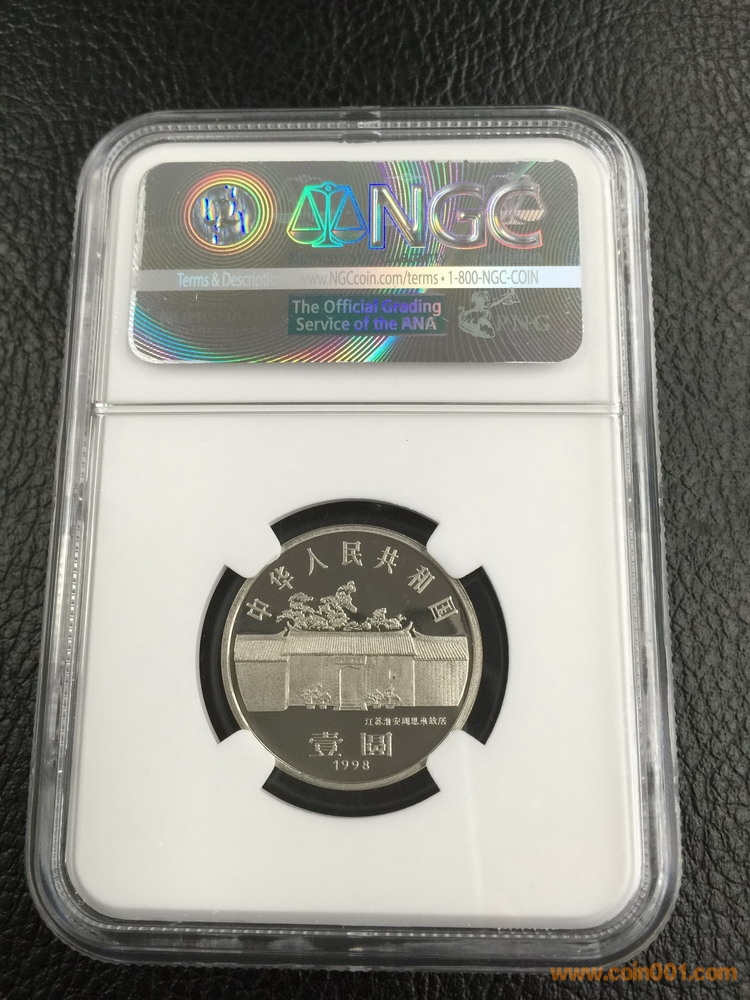 NGC
Terms & Descripti www.NGCcoin.com/terms • 1-800-NGC-COIN
The Official Grading
Service of the ANA
中华人民共和国
江苏淮安周恩来故居
壹圓
1998
www.coin001.com